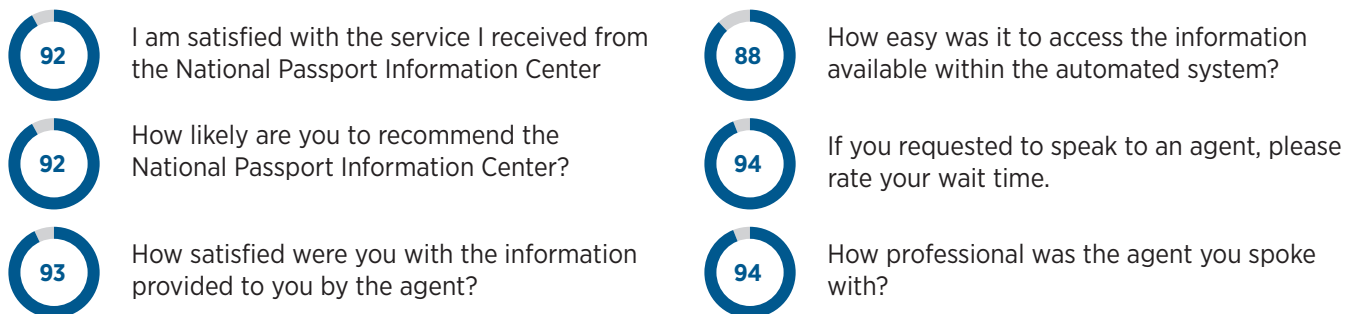 92
I am satisfied with the service I received from
the National Passport Information Center
92
How likely are you to recommend the
National Passport Information Center?
93
How satisfied were you with the information
provided to you by the agent?
88
How easy was it to access the information
available within the automated system?
94
If you requested to speak to an agent, please
rate your wait time.
94
How professional was the agent you spoke
with?